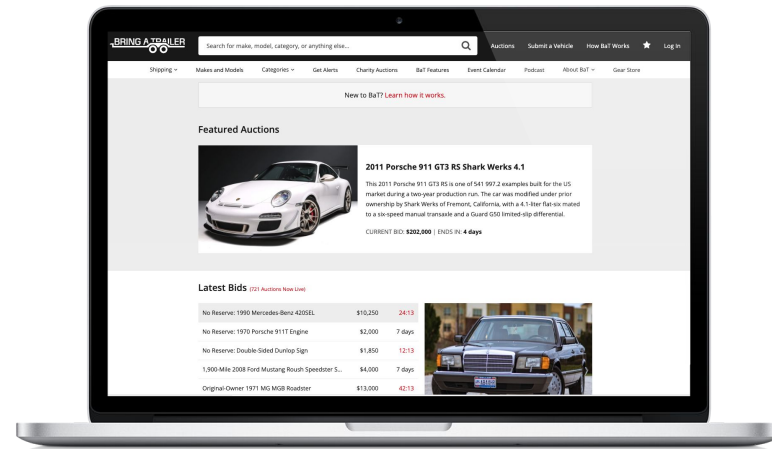 BRING A TRAILER
Search for make, model, category, or anything else...
Auctions
Submit a Vehicle
How BaT Works
Log In
Shipping
Makes and Models
Categories
Get Alerts
Charity Auctions
BaT Features
Event Calendar
Podcast
About BaT
Gear Store
New to BaT? Learn how it works.
Featured Auctions
2011 Porsche 911 GT3 RS Shark Werks 4.1
This 2011 Porsche 911 GT3 RS is one of 541 997.2 examples built for the US
market during a two-year production run. The car was modified under prior
ownership by Shark Werks of Fremont, California, with a 4.1-liter flat-six mated
to a six-speed manual transaxle and a Guard G50 limited-slip differential.
CURRENT BID: $202,000 | ENDS IN: 4 days
Latest Bids (721 Auctions Now Live)
No Reserve: 1990 Mercedes-Benz 420SEL $10,250 24:13
No Reserve: 1970 Porsche 911T Engine $2,000 7 days
No Reserve: Double-Sided Dunlop Sign $1,850 12:13
1,900-Mile 2008 Ford Mustang Roush Speedster S... $4,000 7 days
Original-Owner 1971 MG MGB Roadster $13,000 42:13